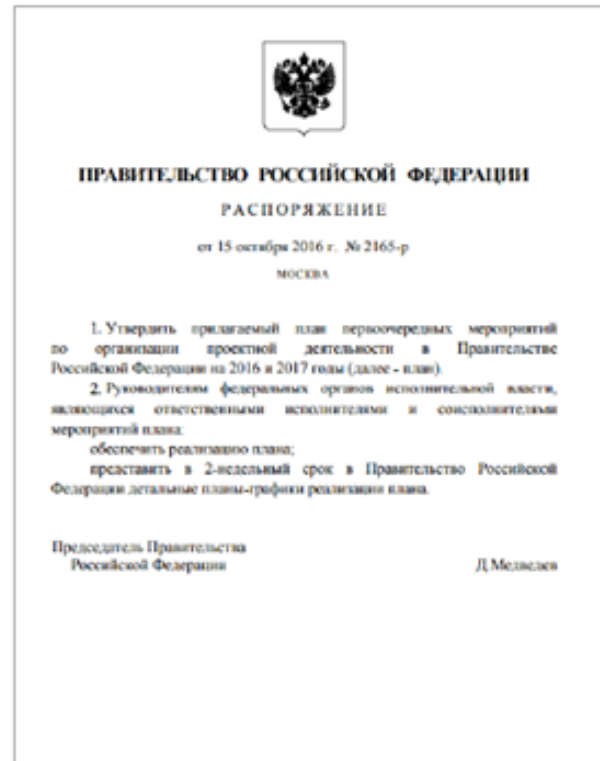 ПРАВИТЕЛЬСТВО РОССИЙСКОЙ ФЕДЕРАЦИИ
РАСПОРЯЖЕНИЕ
от 15 октября 2016 г. № 2165-р
МОСКВА
1. Утвердить прилагаемый план первоочередных мероприятий
по организации проектной деятельности в Правительстве
Российской Федерации на 2016 и 2017 годы (далее - план).
2. Руководителям федеральных органов исполнительной власти,
являющихся ответственными исполнителями и соисполнителями
мероприятий плана:
обеспечить реализацию плана;
представить в 2-недельный срок в Правительство Российской
Федерации детальные планы-графики реализации плана.
Председатель Правительства
Российской Федерации Д.Медведев